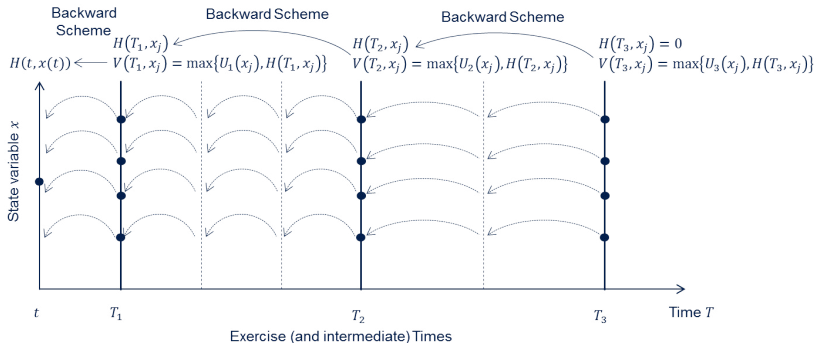 Backward
Scheme
Backward Scheme
Backward Scheme
H(T₁, xⱼ)
H(T₂, xⱼ)
H(T₃, xⱼ) = 0
H(t, x(t))
V(T₁, xⱼ) = max{U₁(xⱼ), H(T₁, xⱼ)}
V(T₂, xⱼ) = max{U₂(xⱼ), H(T₂, xⱼ)}
V(T₃, xⱼ) = max{U₃(xⱼ), H(T₃, xⱼ)}
State variable x
t
T₁
T₂
T₃
Time T
Exercise (and intermediate) Times